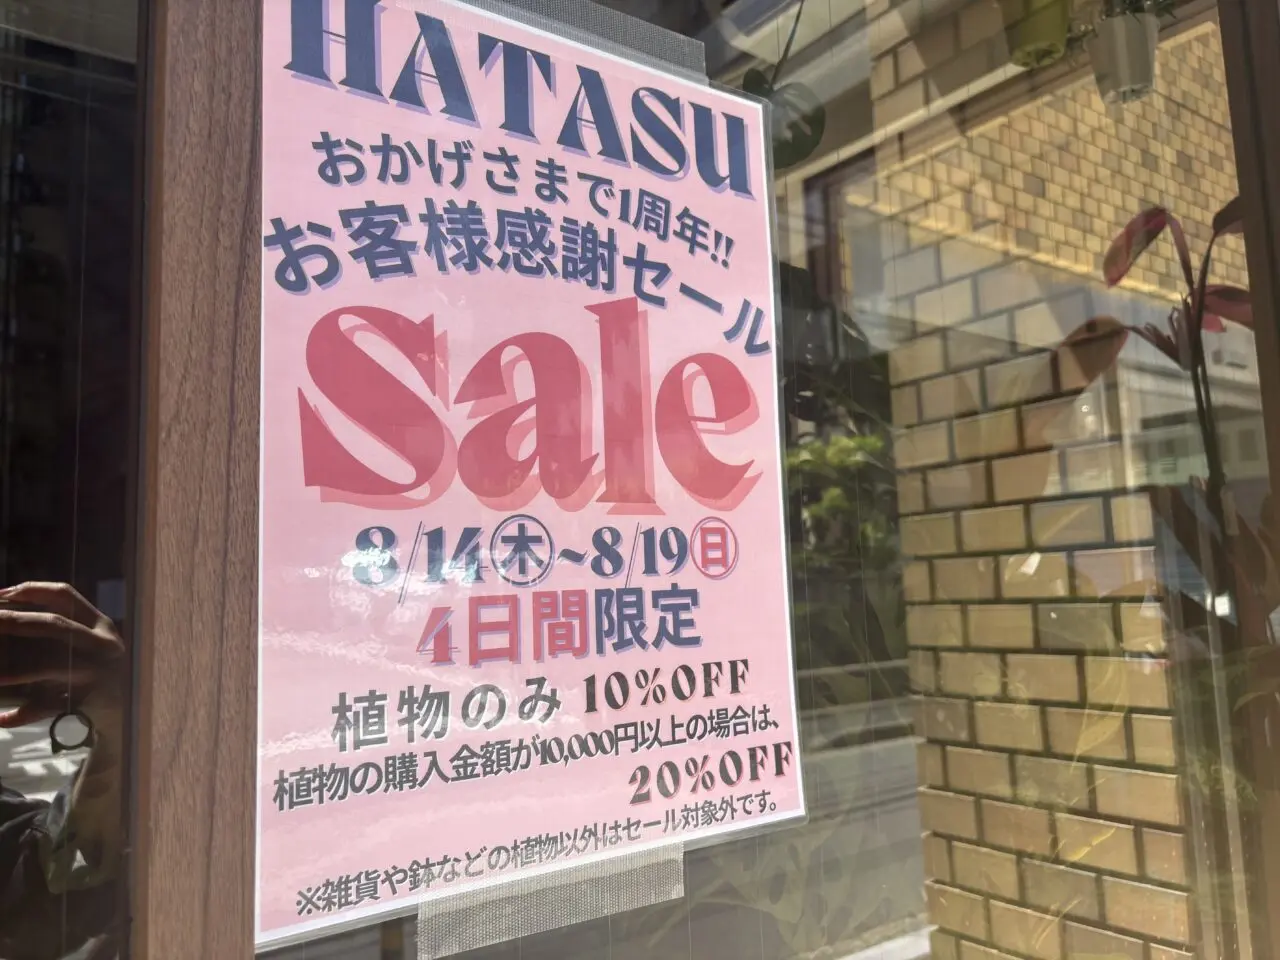 HATASU
おかげさまで1周年!!
お客様感謝セール
Sale
8/14㊍~8/19㊐
4日間限定
植物のみ 10%OFF
植物の購入金額が10,000円以上の場合は、
20%OFF
※雑貨や鉢などの植物以外はセール対象外です。